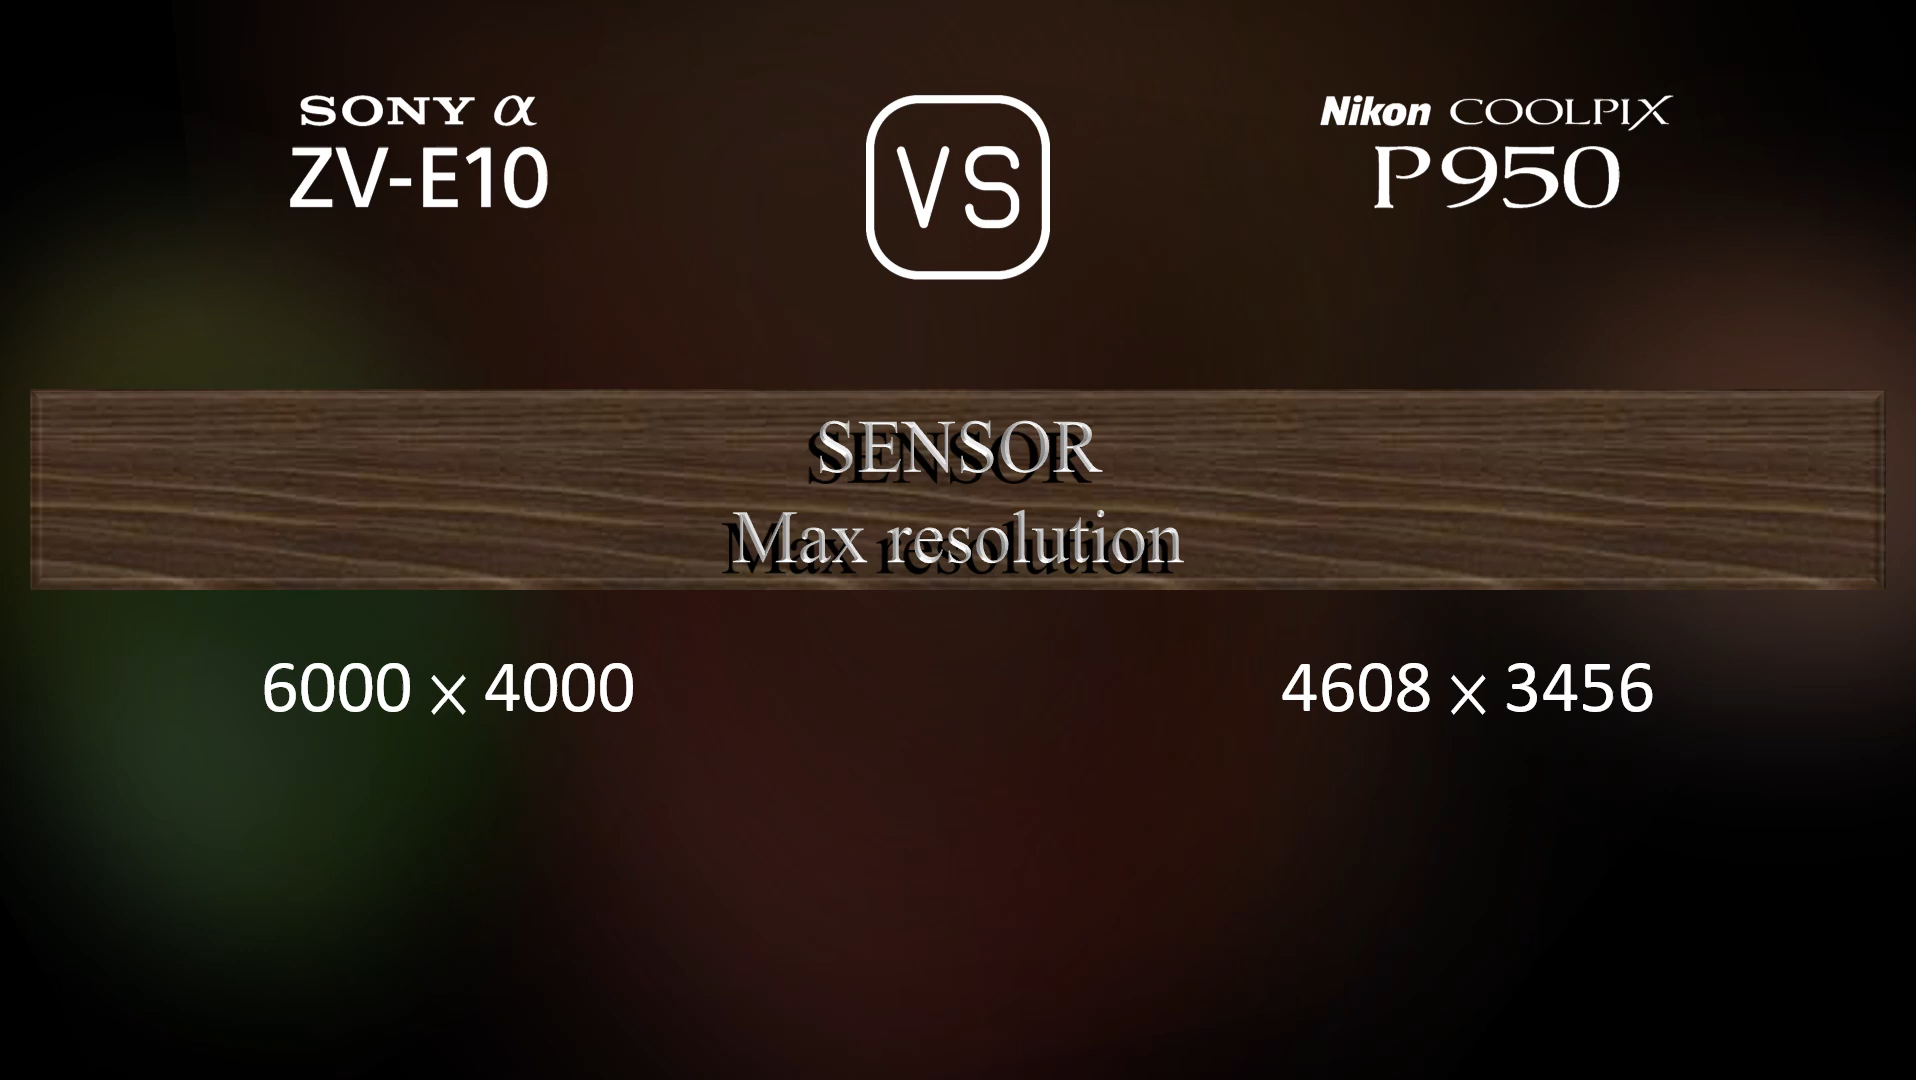 SONY α
ZV-E10
VS
Nikon COOLPIX
P950
SENSOR
Max resolution
6000 x 4000
4608 x 3456